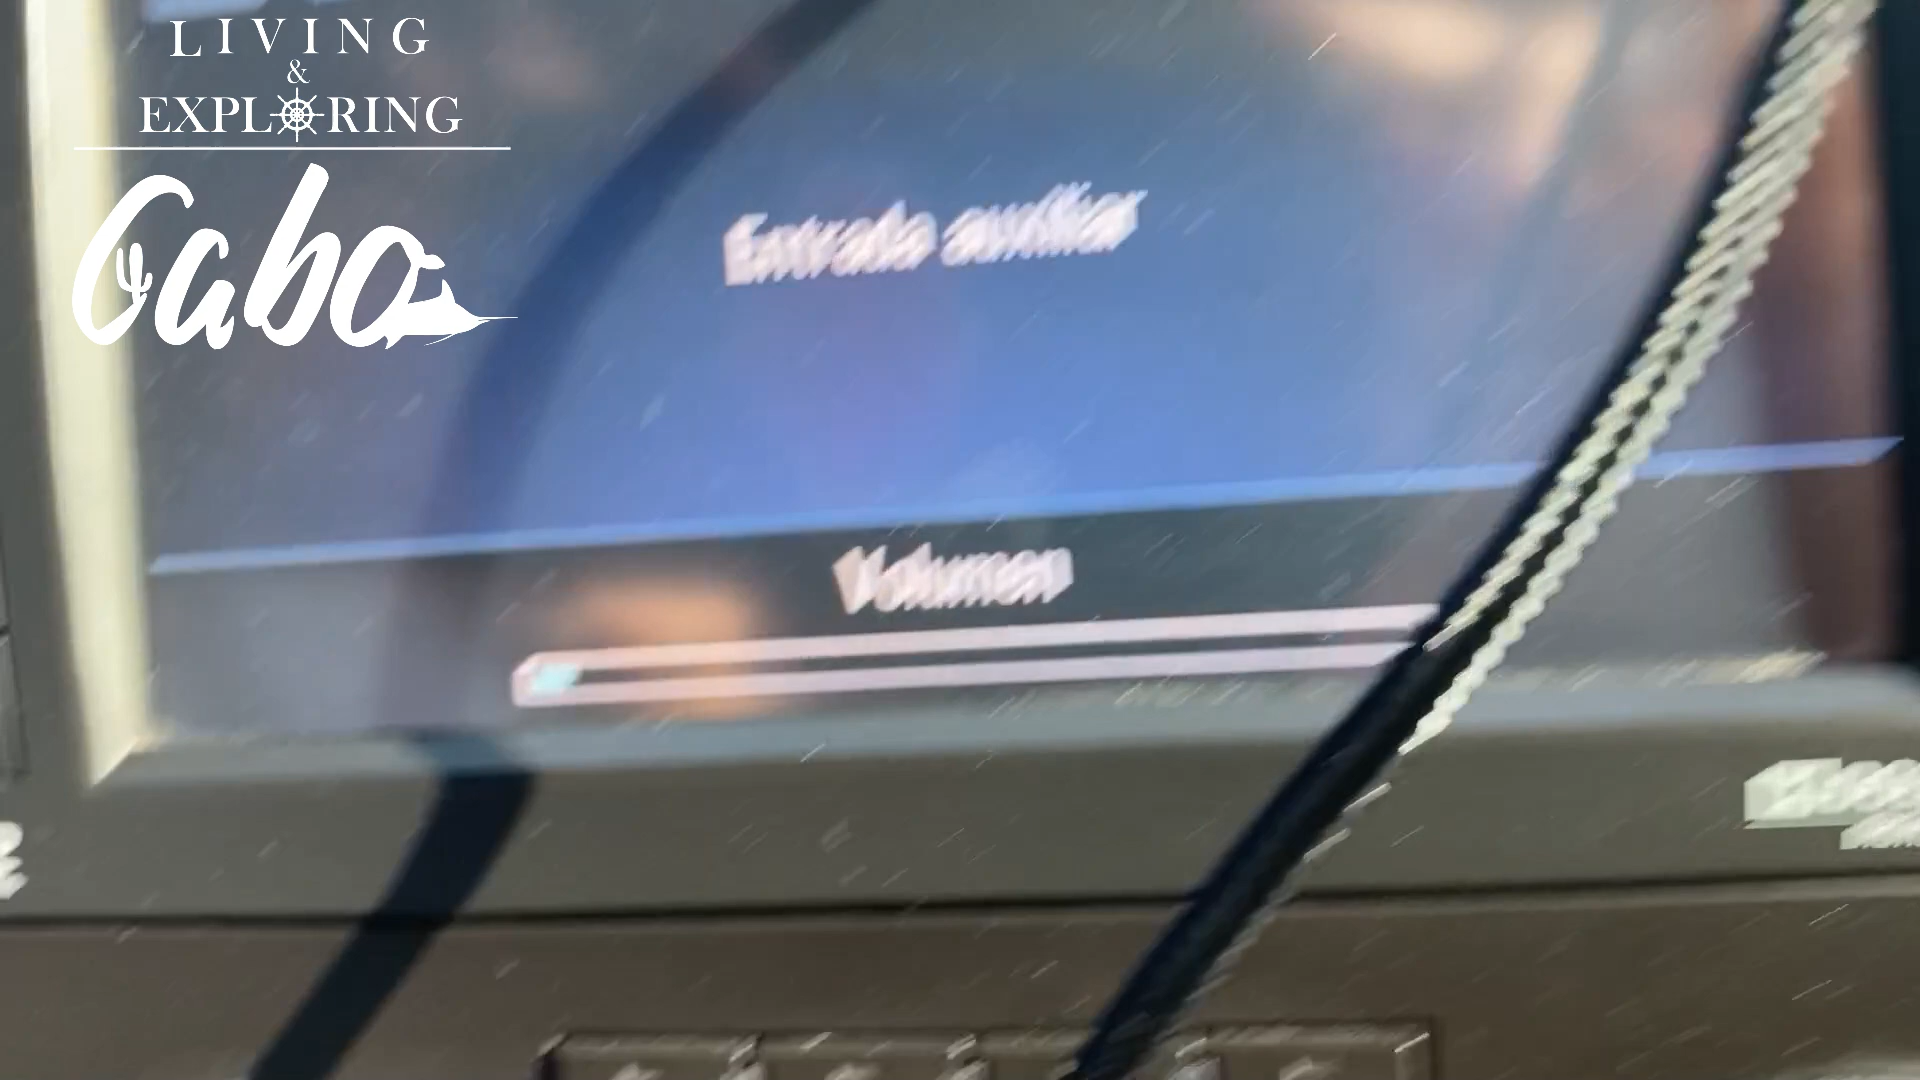 LIVING
&
EXPLORING
Cabo
Entrada auxiliar
Volumen